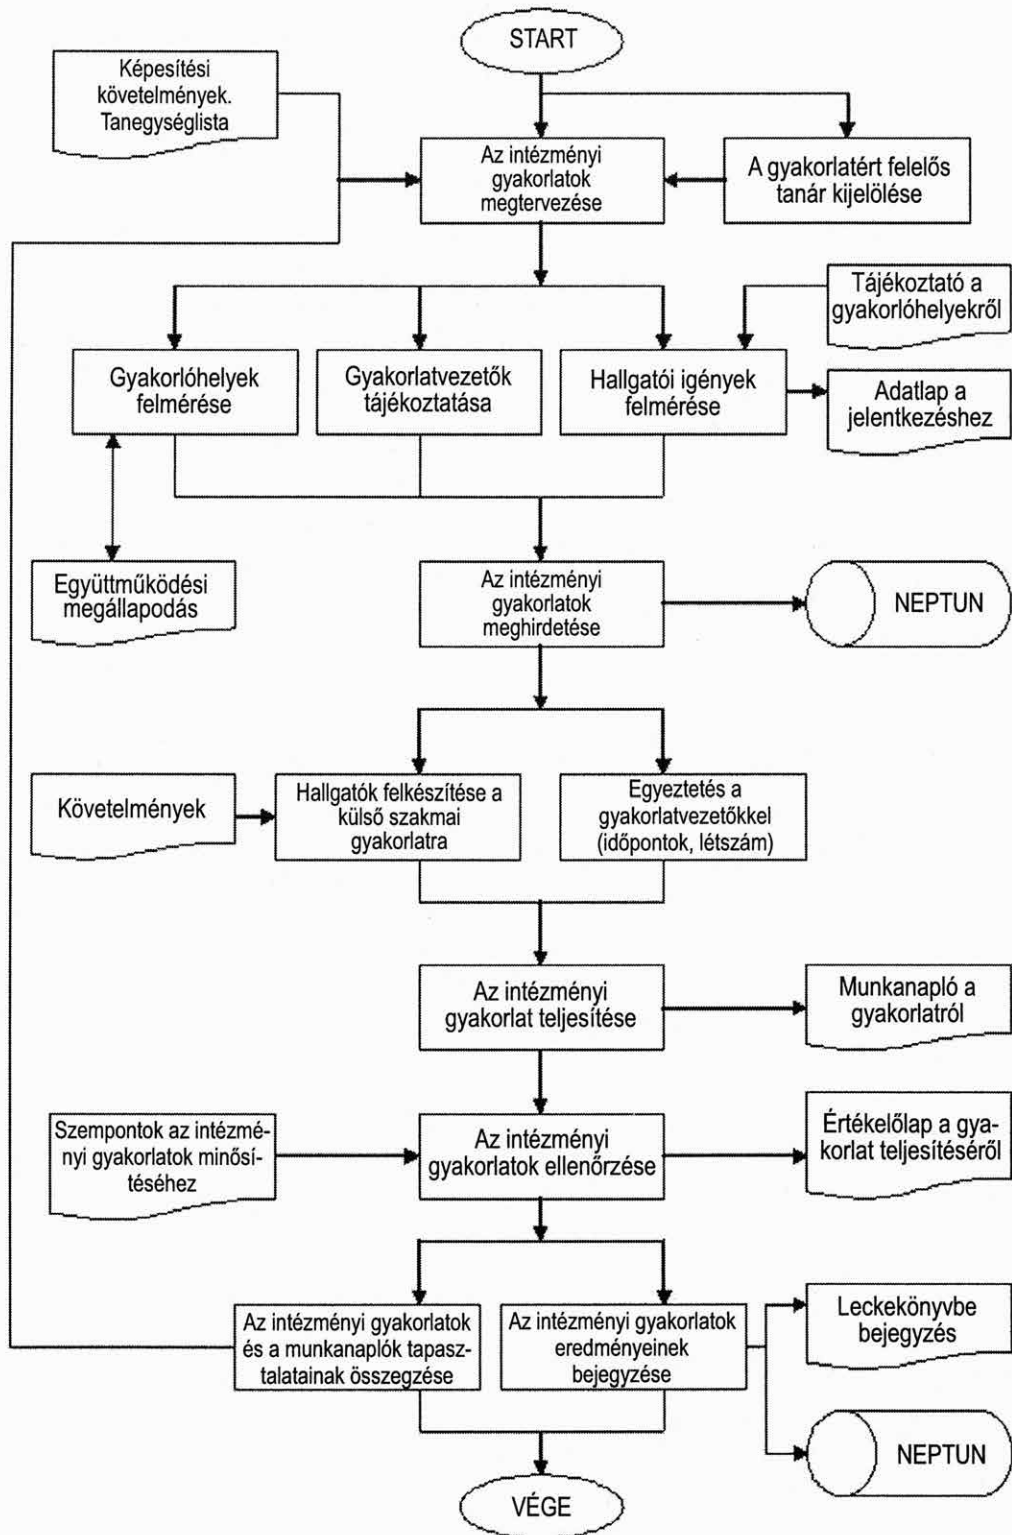 START
Képesítési
követelmények.
Tanegységlista
Az intézményi
gyakorlatok
megtervezése
A gyakorlatért felelős
tanár kijelölése
Tájékoztató a
gyakorlóhelyekről
Gyakorlóhelyek
felmérése
Gyakorlatvezetők
tájékoztatása
Hallgatói igények
felmérése
Adatlap a
jelentkezéshez
Együttműködési
megállapodás
Az intézményi
gyakorlatok
meghirdetése
NEPTUN
Követelmények
Hallgatók felkészítése a
külső szakmai
gyakorlatra
Egyeztetés a
gyakorlatvezetőkkel
(időpontok, létszám)
Az intézményi
gyakorlat teljesítése
Munkanapló a
gyakorlatról
Szempontok az intézmé-
nyi gyakorlatok minősí-
téséhez
Az intézményi
gyakorlatok ellenőrzése
Értékelőlap a gya-
korlat teljesítéséről
Az intézményi gyakorlatok
és a munkanaplók tapasz-
talatainak összegzése
Az intézményi gyakorlatok
eredményeinek
bejegyzése
Leckekönyvbe
bejegyzés
NEPTUN
VÉGE